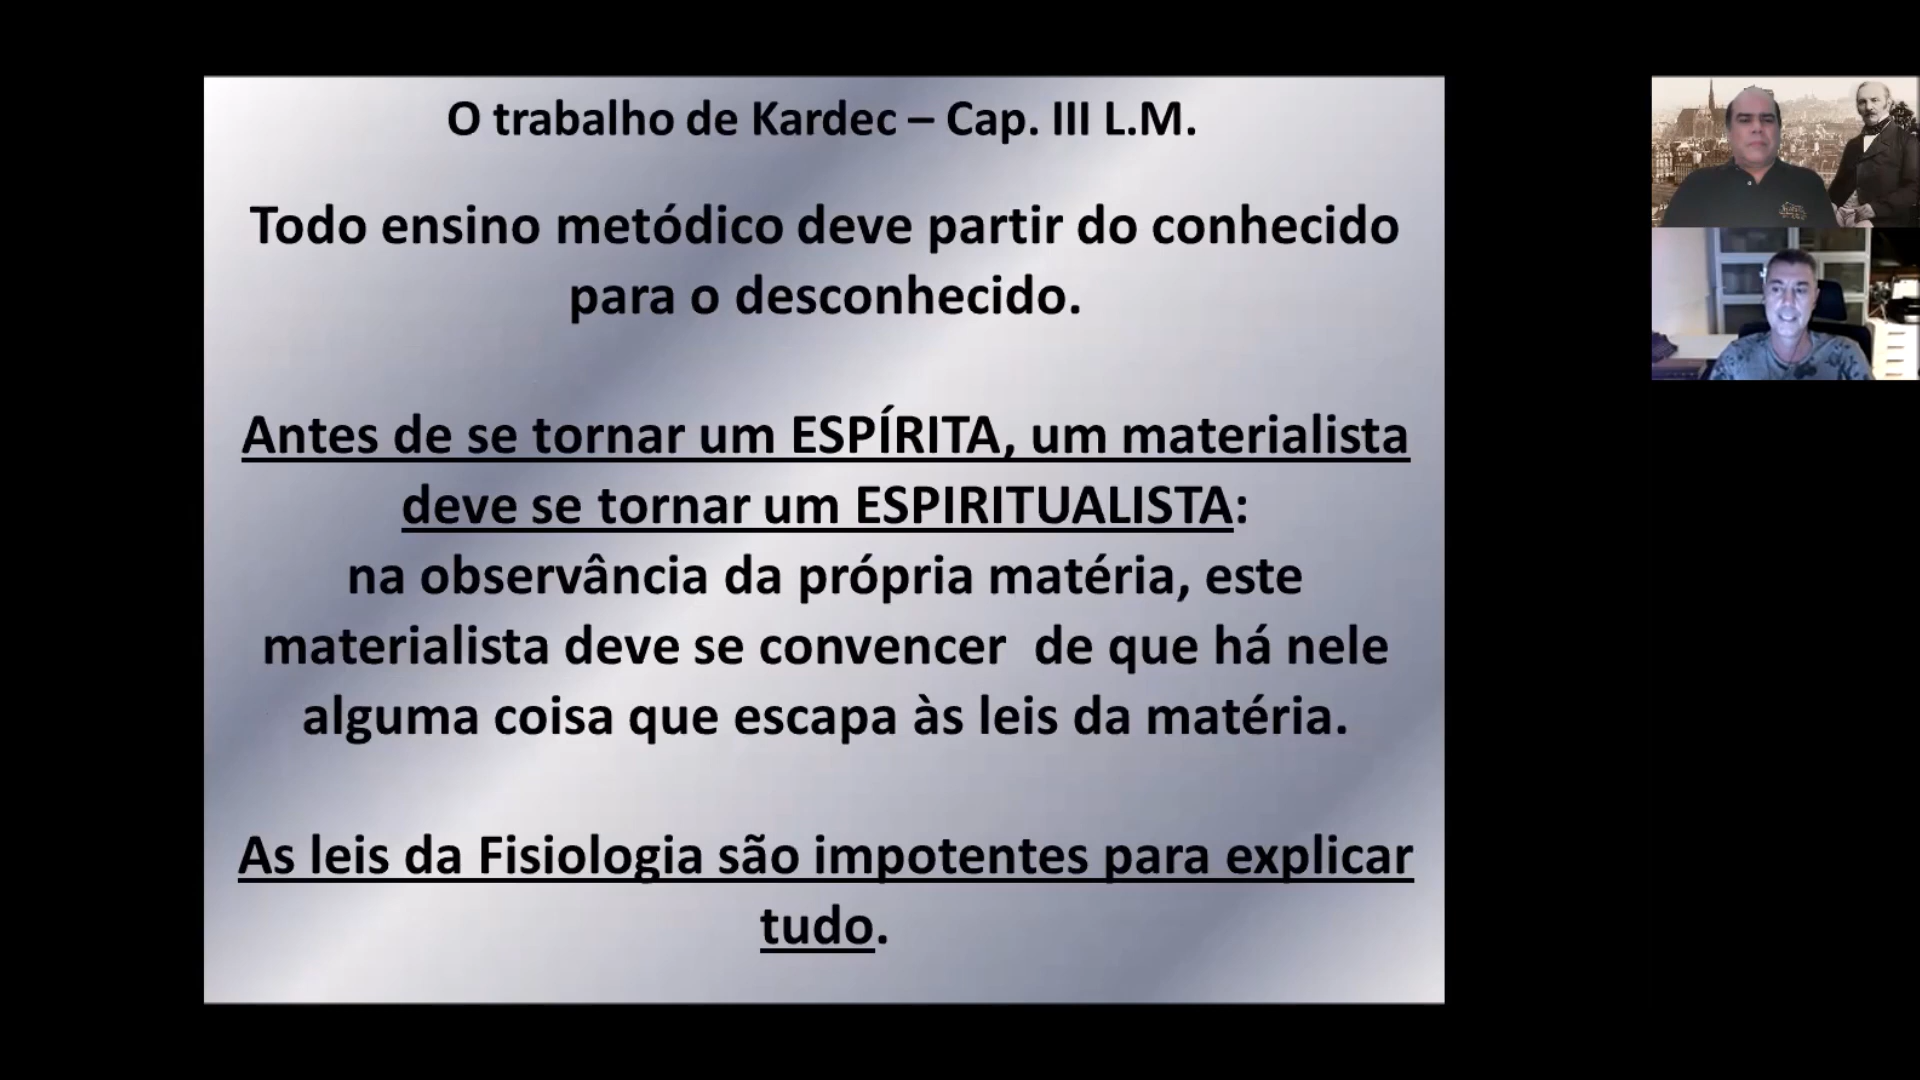 O trabalho de Kardec – Cap. III L.M.
Todo ensino metódico deve partir do conhecido
para o desconhecido.
Antes de se tornar um ESPÍRITA, um materialista
deve se tornar um ESPIRITUALISTA:
na observância da própria matéria, este
materialista deve se convencer  de que há nele
alguma coisa que escapa às leis da matéria.
As leis da Fisiologia são impotentes para explicar
tudo.